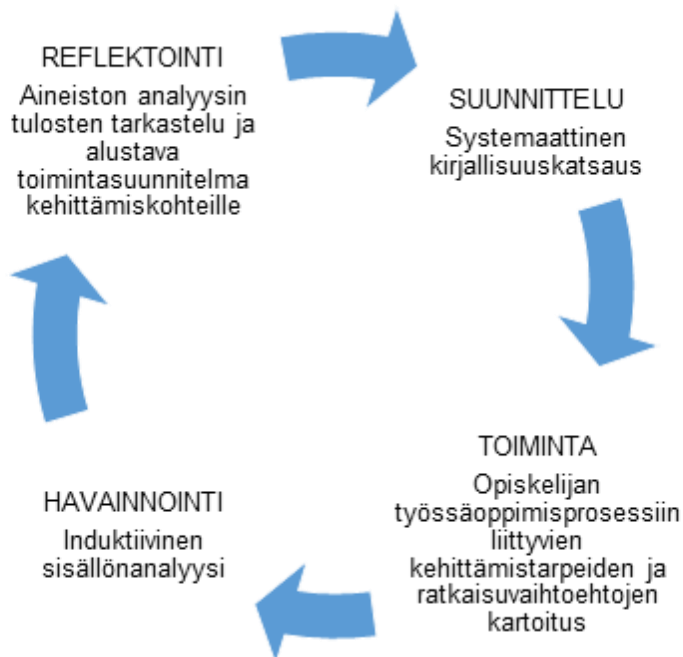 REFLEKTOINTI
Aineiston analyysin
tulosten tarkastelu ja
alustava
toimintasuunnitelma
kehittämiskohteille
SUUNNITTELU
Systemaattinen
kirjallisuuskatsaus
TOIMINTA
Opiskelijan
työssäoppimisprosessiin
liittyvien
kehittämistarpeiden ja
ratkaisuvaihtoehtojen
kartoitus
HAVAINNOINTI
Induktiivinen
sisällönanalyysi